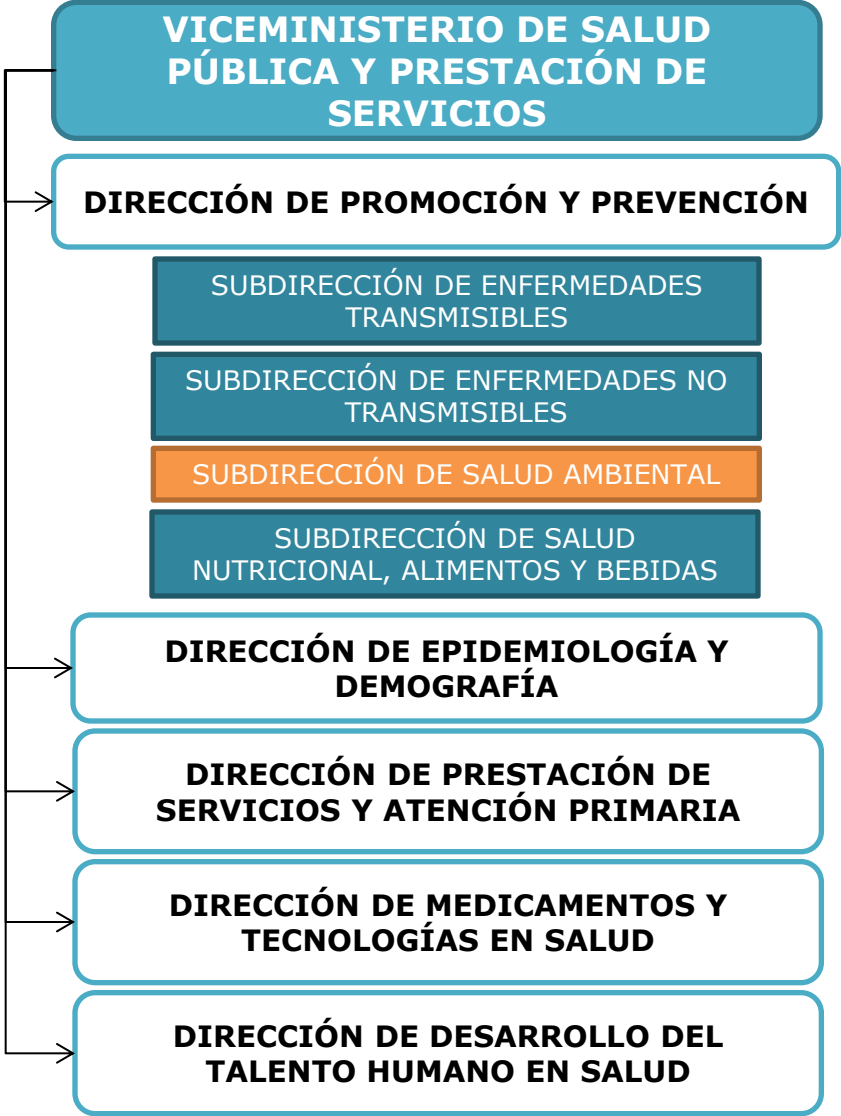 VICEMINISTERIO DE SALUD
PÚBLICA Y PRESTACIÓN DE
SERVICIOS
DIRECCIÓN DE PROMOCIÓN Y PREVENCIÓN
SUBDIRECCIÓN DE ENFERMEDADES
TRANSMISIBLES
SUBDIRECCIÓN DE ENFERMEDADES NO
TRANSMISIBLES
SUBDIRECCIÓN DE SALUD AMBIENTAL
SUBDIRECCIÓN DE SALUD
NUTRICIONAL, ALIMENTOS Y BEBIDAS
DIRECCIÓN DE EPIDEMIOLOGÍA Y
DEMOGRAFÍA
DIRECCIÓN DE PRESTACIÓN DE
SERVICIOS Y ATENCIÓN PRIMARIA
DIRECCIÓN DE MEDICAMENTOS Y
TECNOLOGÍAS EN SALUD
DIRECCIÓN DE DESARROLLO DEL
TALENTO HUMANO EN SALUD